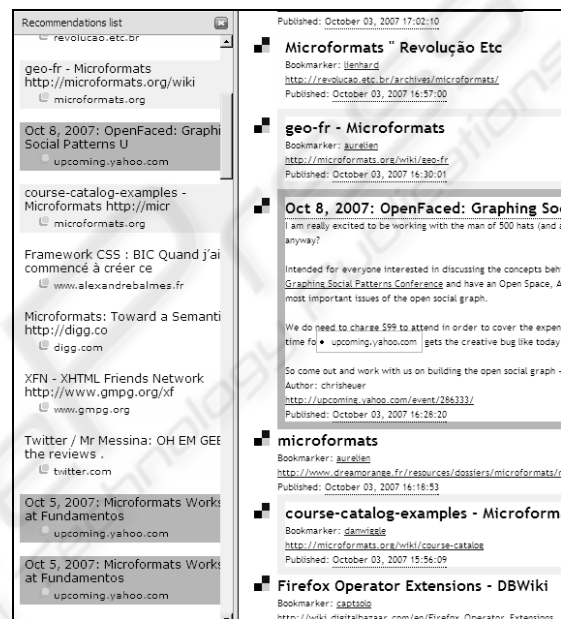 Recommendations list
revolucao.etc.br
geo-fr - Microformats
http://microformats.org/wiki
microformats.org
Oct 8, 2007: OpenFaced: Graphi
Social Patterns U
upcoming.yahoo.com
course-catalog-examples -
Microformats http://micr
microformats.org
Framework CSS : BIC Quand j'ai
commencé à créer ce
www.alexandrebalmes.fr
Microformats: Toward a Semanti
http://digg.co
digg.com
XFN - XHTML Friends Network
http://www.gmpg.org/xf
www.gmpg.org
Twitter / Mr Messina: OH EM GEE
the reviews .
twitter.com
Oct 5, 2007: Microformats Works
at Fundamentos
upcoming.yahoo.com
Oct 5, 2007: Microformats Works
at Fundamentos
upcoming.yahoo.com
Published: October 03, 2007 17:02:10
Microformats " Revolução Etc
Bookmarker: lienhard
http://revolucao.etc.br/archives/microformats/
Published: October 03, 2007 16:57:00
geo-fr - Microformats
Bookmarker: aurelien
http://microformats.org/wiki/geo-fr
Published: October 03, 2007 16:30:01
Oct 8, 2007: OpenFaced: Graphing Soc
I am really excited to be working with the man of 500 hats (and a
anyway?
Intended for everyone interested in discussing the concepts beh
Graphing Social Patterns Conference and have an Open Space, A
most important issues of the open social graph.
We do need to charge $99 to attend in order to cover the expen
time fo upcoming.yahoo.com gets the creative bug like today
So come out and work with us on building the open social graph -
Author: chrisheuer
http://upcoming.yahoo.com/event/286333/
Published: October 03, 2007 16:28:20
microformats
Bookmarker: aurelien
http://www.dreamorange.fr/resources/dossiers/microformats/r
Published: October 03, 2007 16:18:53
course-catalog-examples - Microforma
Bookmarker: danwiggle
http://microformats.org/wiki/course-catalog
Published: October 03, 2007 15:56:09
Firefox Operator Extensions - DBWiki
Bookmarker: captsolo
http://wiki.digitalbazaar.com/en/Firefox_Operator_Extensions